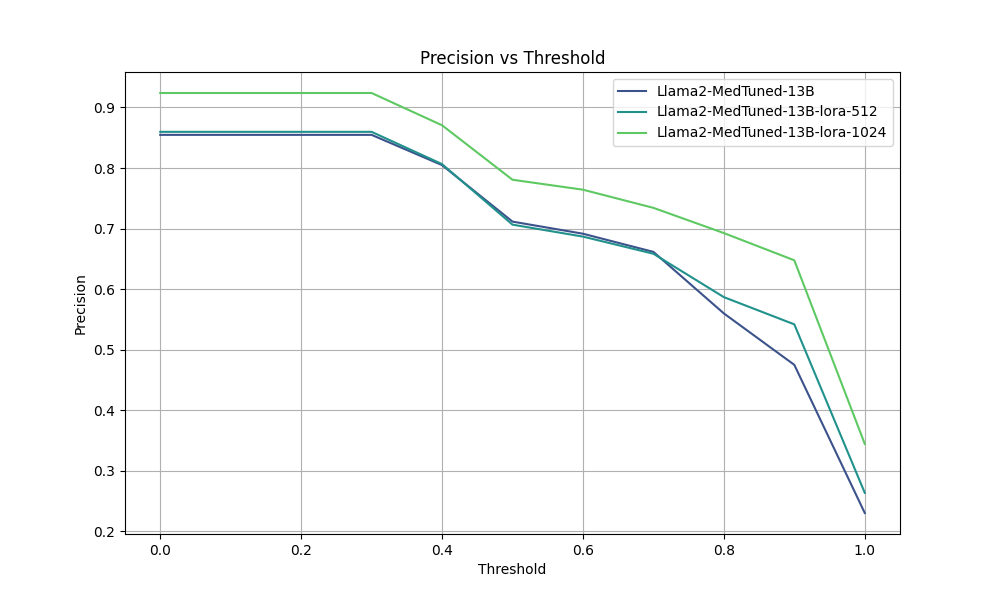 Precision vs Threshold
Llama2-MedTuned-13B
Llama2-MedTuned-13B-lora-512
Llama2-MedTuned-13B-lora-1024
Precision
0.9
0.8
0.7
0.6
0.5
0.4
0.3
0.2
0.0
0.2
0.4
0.6
0.8
1.0
Threshold